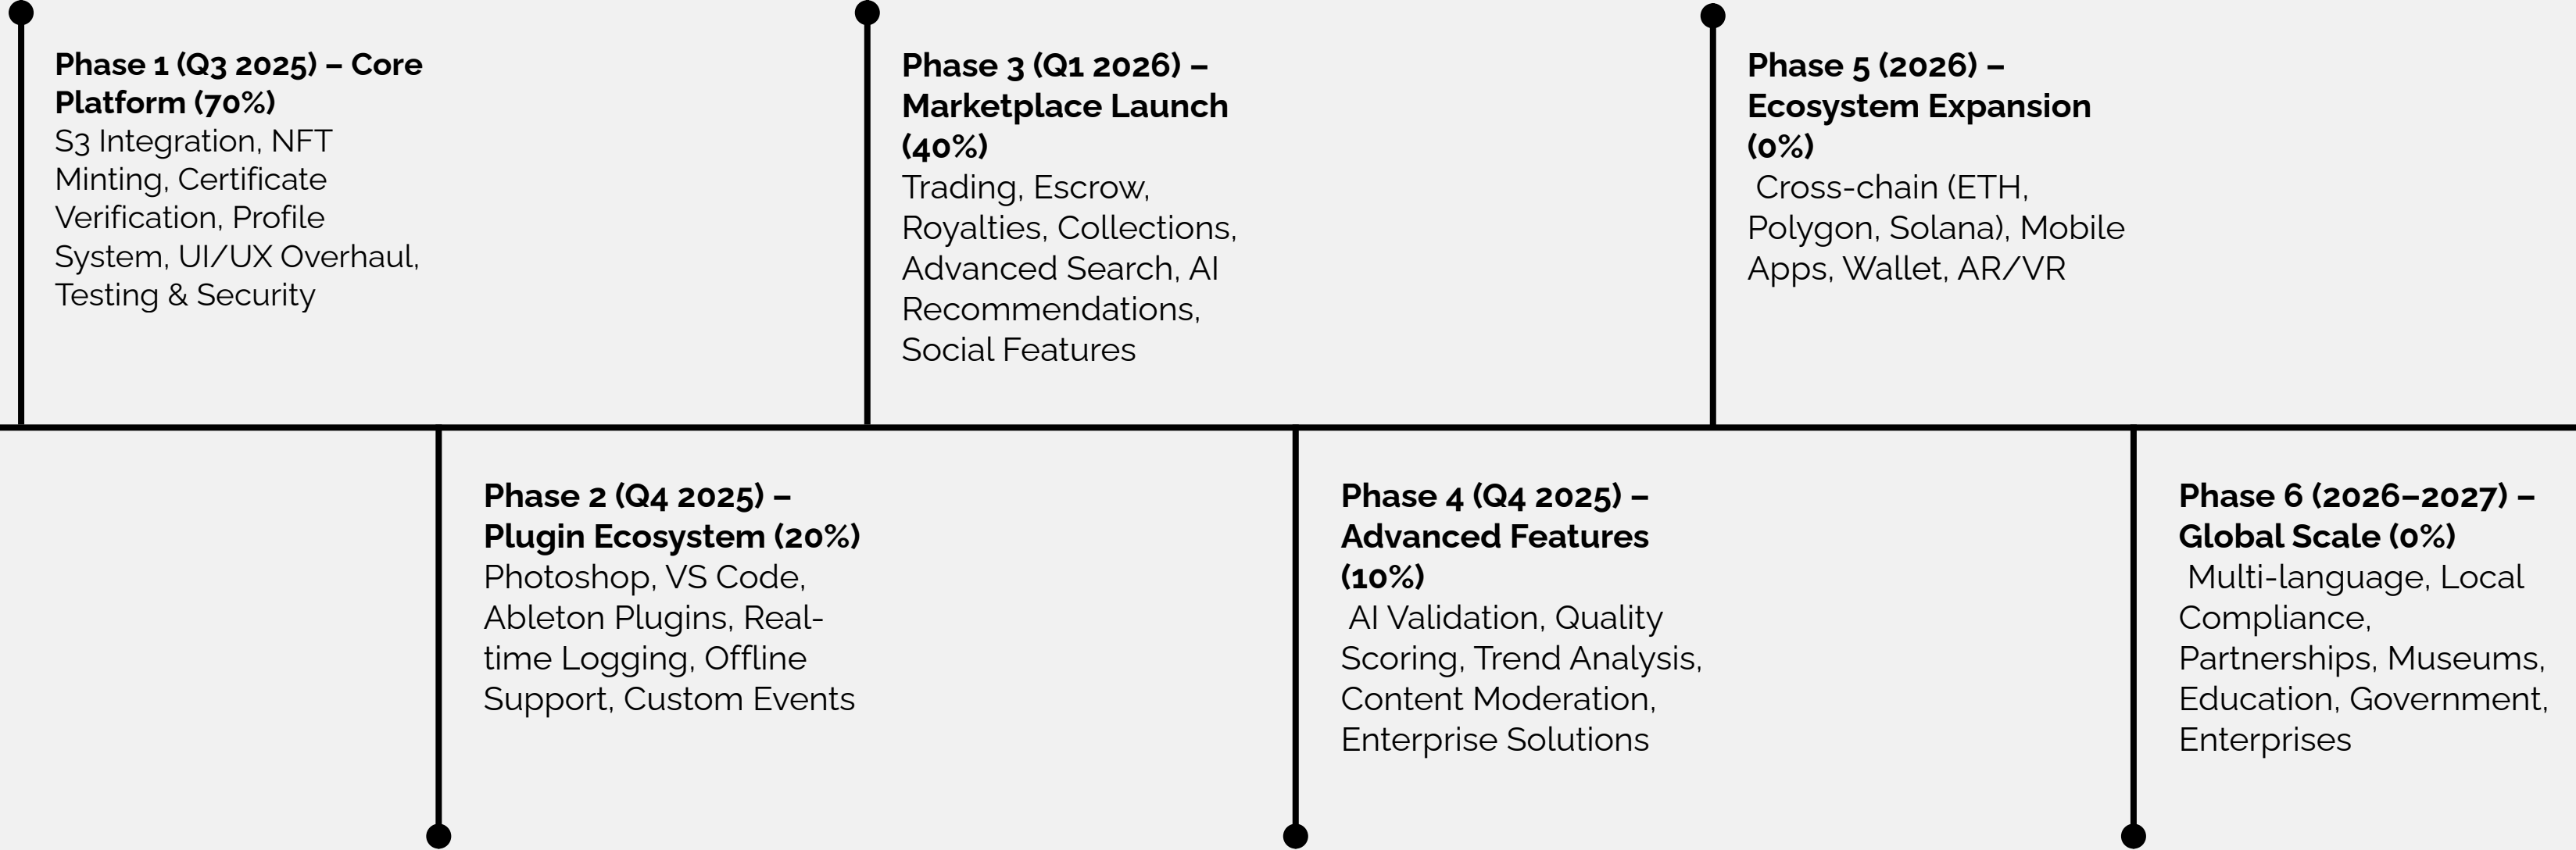 Phase 1 (Q3 2025) – Core
Platform (70%)
S3 Integration, NFT
Minting, Certificate
Verification, Profile
System, UI/UX Overhaul,
Testing & Security
Phase 2 (Q4 2025) –
Plugin Ecosystem (20%)
Photoshop, VS Code,
Ableton Plugins, Real-
time Logging, Offline
Support, Custom Events
Phase 3 (Q1 2026) –
Marketplace Launch
(40%)
Trading, Escrow,
Royalties, Collections,
Advanced Search, AI
Recommendations,
Social Features
Phase 4 (Q4 2025) –
Advanced Features
(10%)
AI Validation, Quality
Scoring, Trend Analysis,
Content Moderation,
Enterprise Solutions
Phase 5 (2026) –
Ecosystem Expansion
(0%)
Cross-chain (ETH,
Polygon, Solana), Mobile
Apps, Wallet, AR/VR
Phase 6 (2026–2027) –
Global Scale (0%)
Multi-language, Local
Compliance,
Partnerships, Museums,
Education, Government,
Enterprises